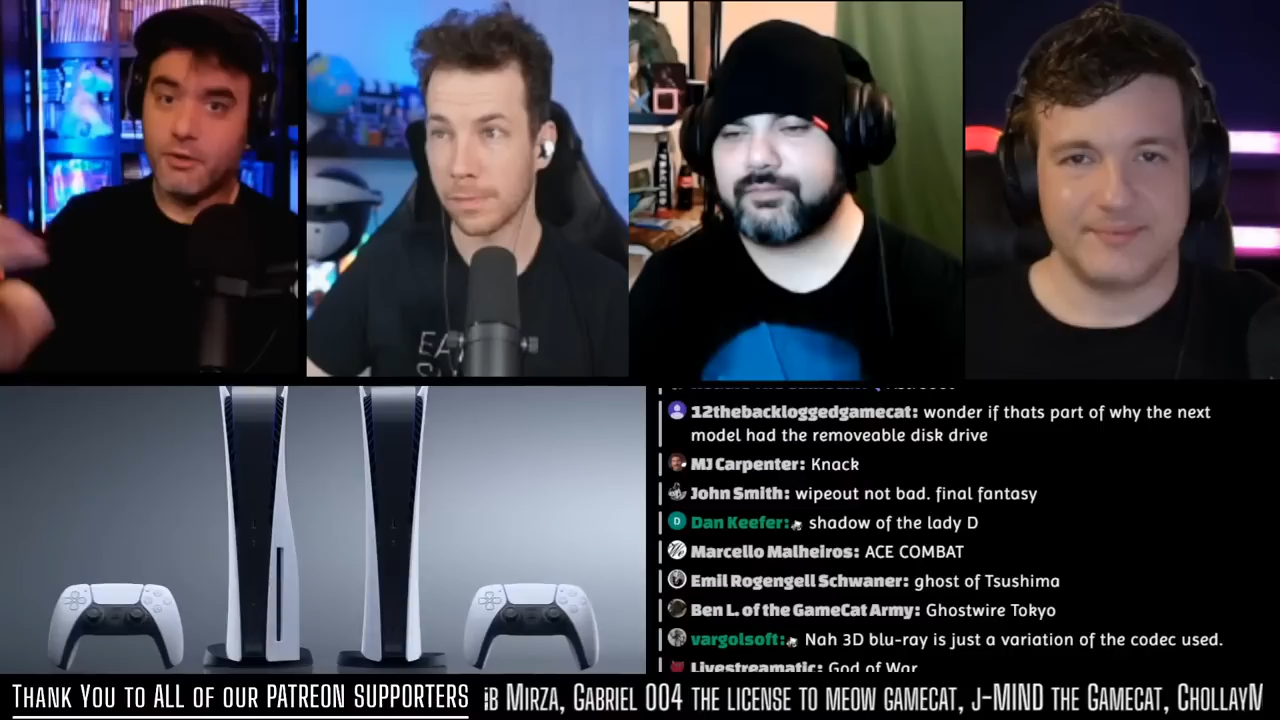 EA
12thebackloggedgamecat: wonder if thats part of why the next
model had the removeable disk drive
MJ Carpenter: Knack
John Smith: wipeout not bad. final fantasy
D Dan Keefer: shadow of the lady D
Marcello Malheiros: ACE COMBAT
Emil Rogengell Schwaner: ghost of Tsushima
Ben L. of the GameCat Army: Ghostwire Tokyo
vargolsoft: Nah 3D blu-ray is just a variation of the codec used.
Livestreamatic: God of War
THANK YOU TO ALL OF OUR PATREON SUPPORTERS MIRZA, GABRIEL 004 THE LICENSE TO MEOW GAMECAT, J-MIND THE GAMECAT, CHOLLAYM